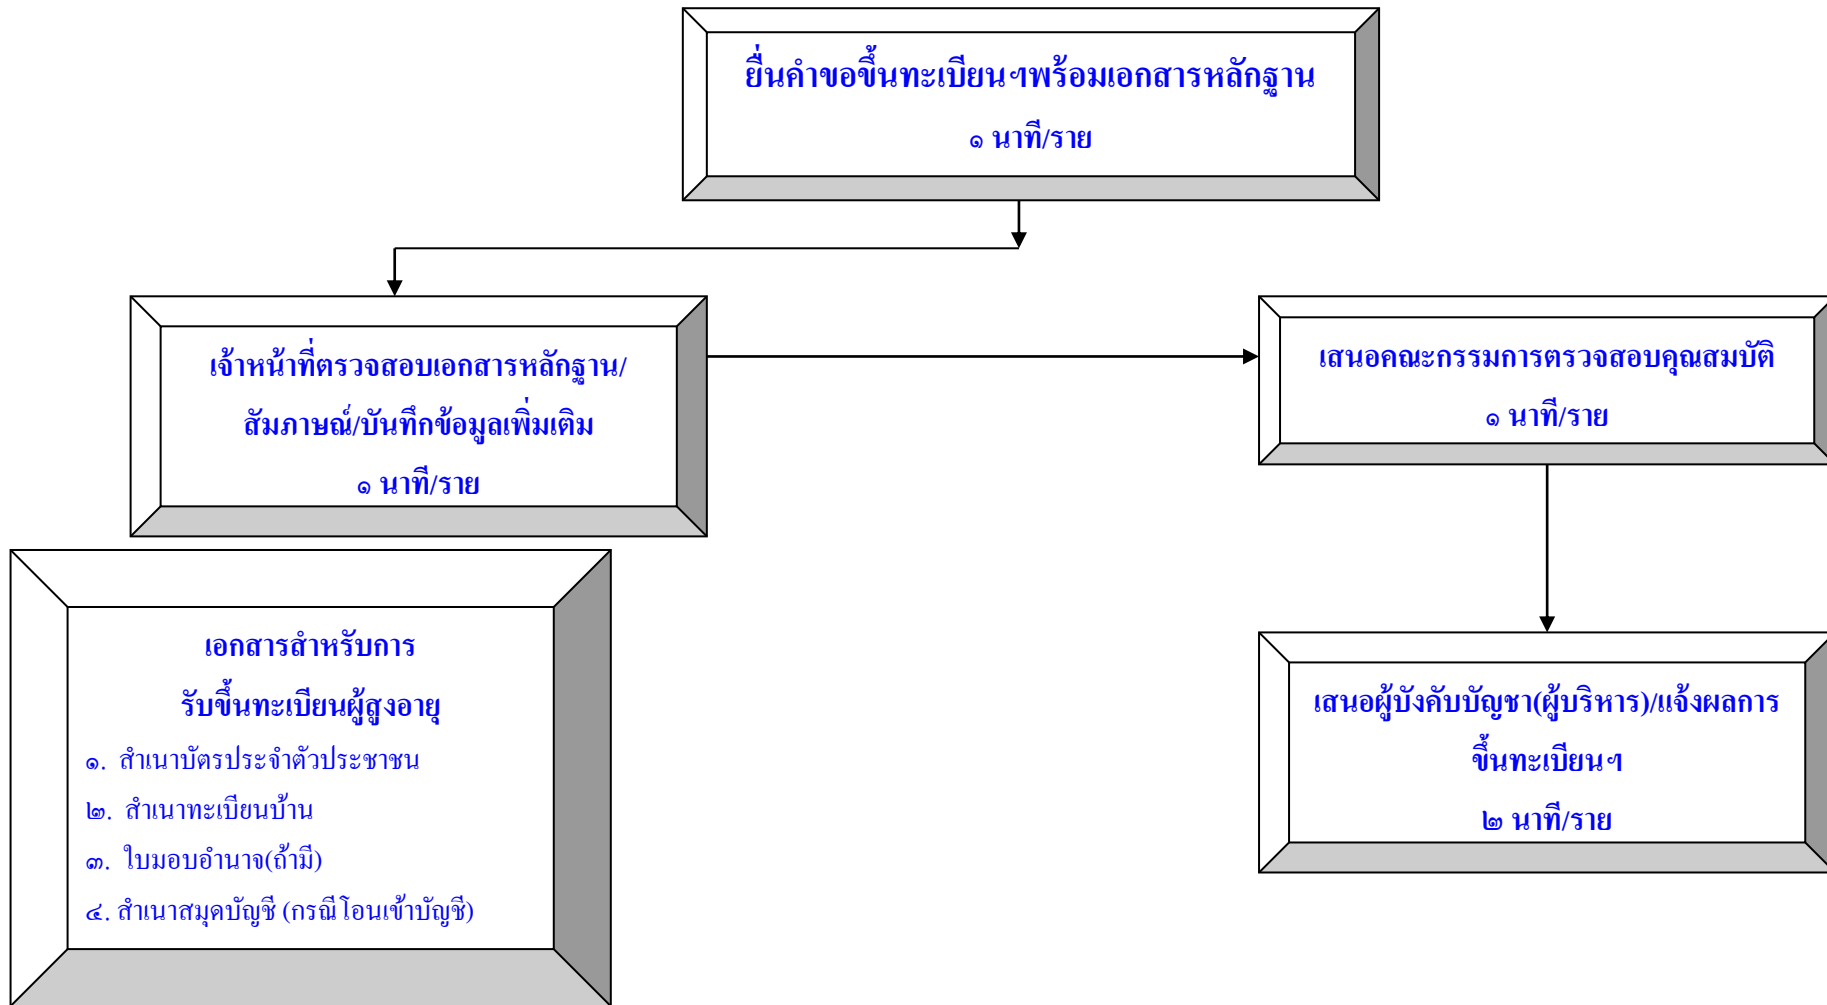 ยื่นคำขอขึ้นทะเบียนฯพร้อมเอกสารหลักฐาน
๑ นาที/ราย
เจ้าหน้าที่ตรวจสอบเอกสารหลักฐาน/
สัมภาษณ์/บันทึกข้อมูลเพิ่มเติม
๑ นาที/ราย
เสนอคณะกรรมการตรวจสอบคุณสมบัติ
๑ นาที/ราย
เอกสารสำหรับการ
รับขึ้นทะเบียนผู้สูงอายุ
๑. สำเนาบัตรประจำตัวประชาชน
๒. สำเนาทะเบียนบ้าน
๓. ใบมอบอำนาจ(ถ้ามี)
๔. สำเนาสมุดบัญชี (กรณีโอนเข้าบัญชี)
เสนอผู้บังคับบัญชา(ผู้บริหาร)/แจ้งผลการ
ขึ้นทะเบียนฯ
๒ นาที/ราย